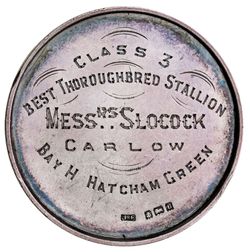 CLASS 3
BEST THOROUGHBRED STALLION
MESSRS. SLOCOCK
CARLOW
BAY H. HATCHAM GREEN